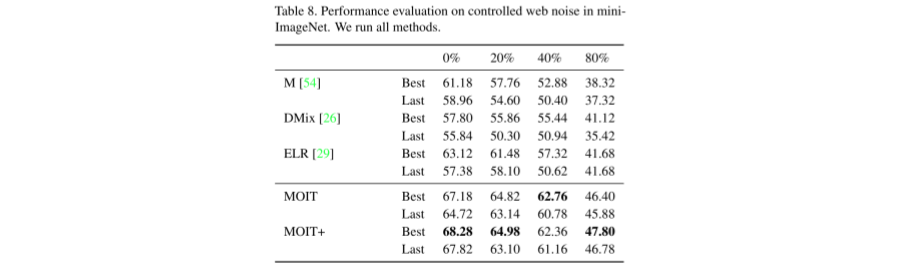 Table 8. Performance evaluation on controlled web noise in mini-
ImageNet. We run all methods.
0% 20% 40% 80%
M [54] Best 61.18 57.76 52.88 38.32
Last 58.96 54.60 50.40 37.32
DMix [26] Best 57.80 55.86 55.44 41.12
Last 55.84 50.30 50.94 35.42
ELR [29] Best 63.12 61.48 57.32 41.68
Last 57.38 58.10 50.62 41.68
MOIT Best 67.18 64.82 62.76 46.40
Last 64.72 63.14 60.78 45.88
MOIT+ Best 68.28 64.98 62.36 47.80
Last 67.82 63.10 61.16 46.78